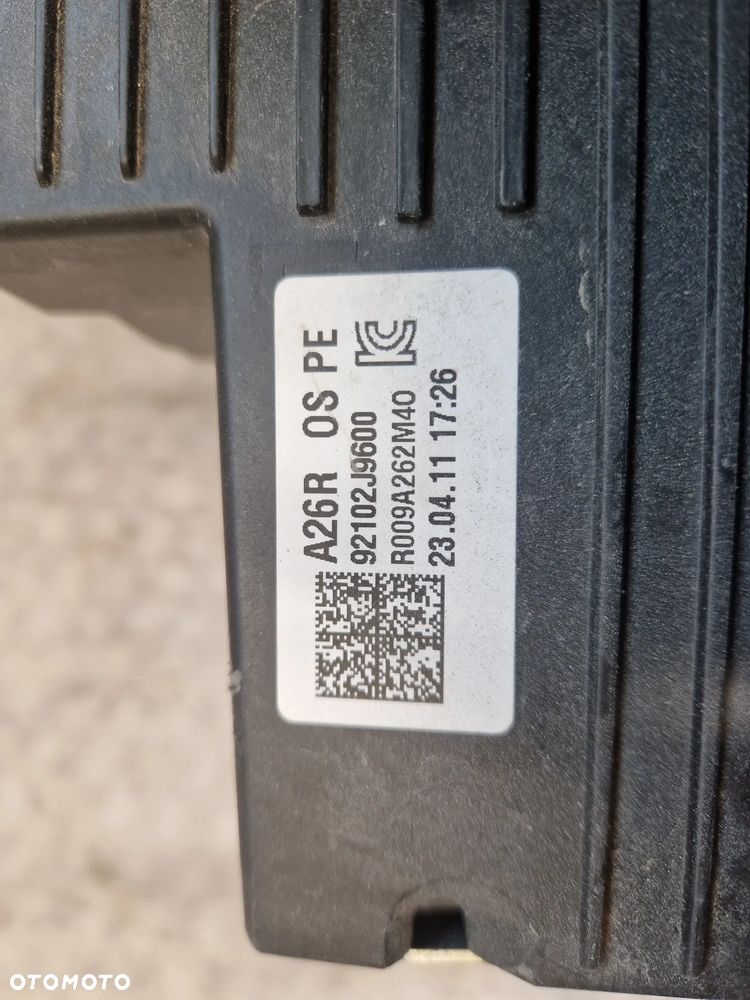 A26R OS PE
92102J9600
R009A262M40
23.04.11 17:26
OTOMOTO